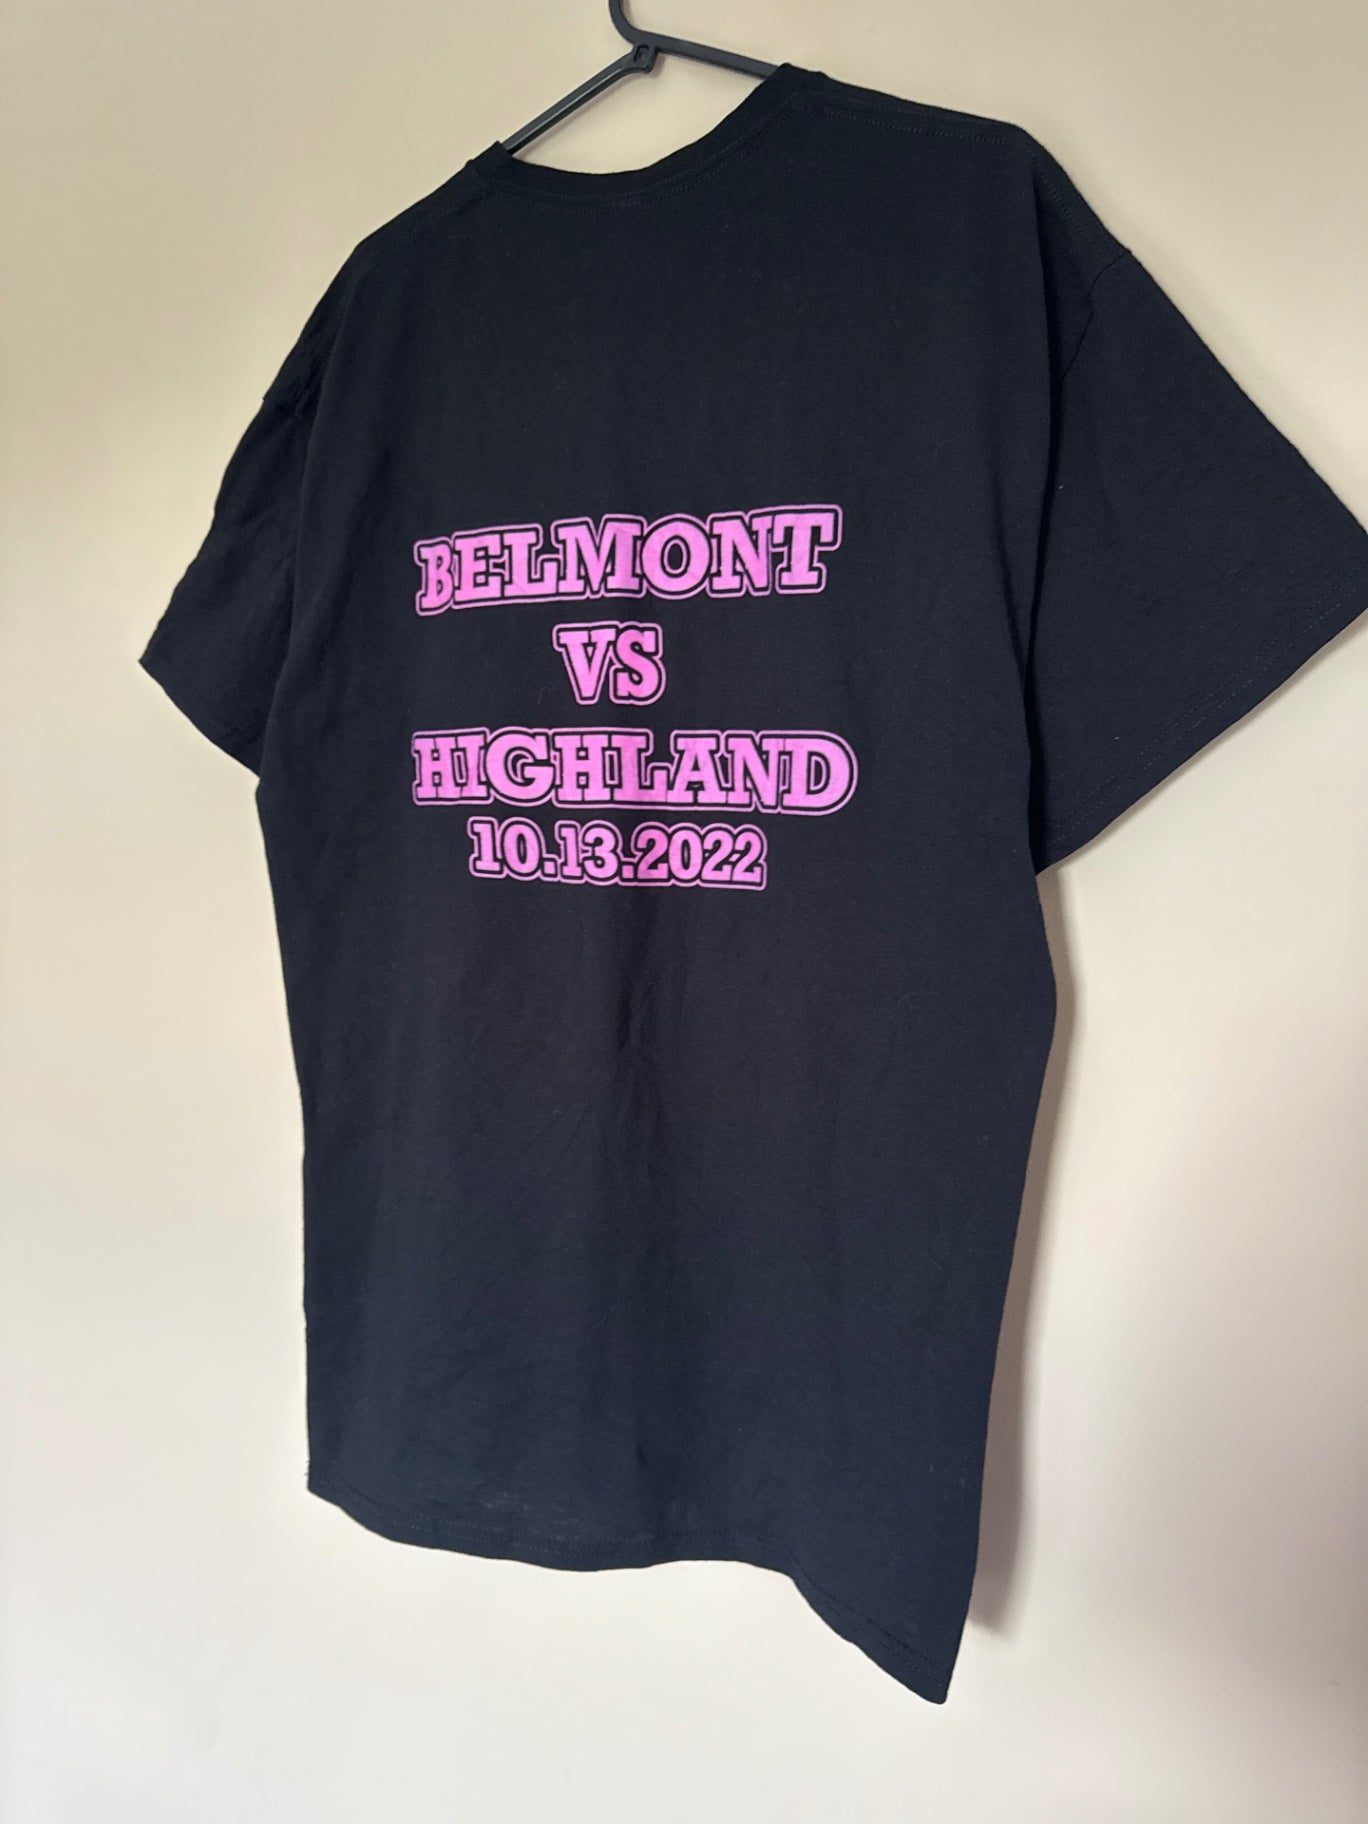 BELMONT
VS
HIGHLAND
10.13.2022